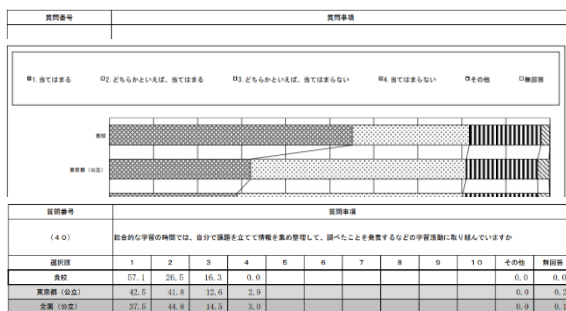 質問番号 質問事項
1. 当てはまる 2. どちらかといえば、当てはまる 3. どちらかといえば、当てはまらない 4. 当てはまらない その他 無回答
貴校
東京都（公立）
質問番号 質問事項
（４０） 総合的な学習の時間では、自分で課題を立てて情報を集め整理して、調べたことを発表するなどの学習活動に取り組んでいますか
選択肢 1 2 3 4 5 6 7 8 9 10 その他 無回答
貴校 57.1 26.5 16.3 0.0 0.0 0.0
東京都（公立） 42.5 41.8 12.6 2.9 0.0 0.2
全国（公立） 37.5 44.8 14.5 3.0 0.0 0.1